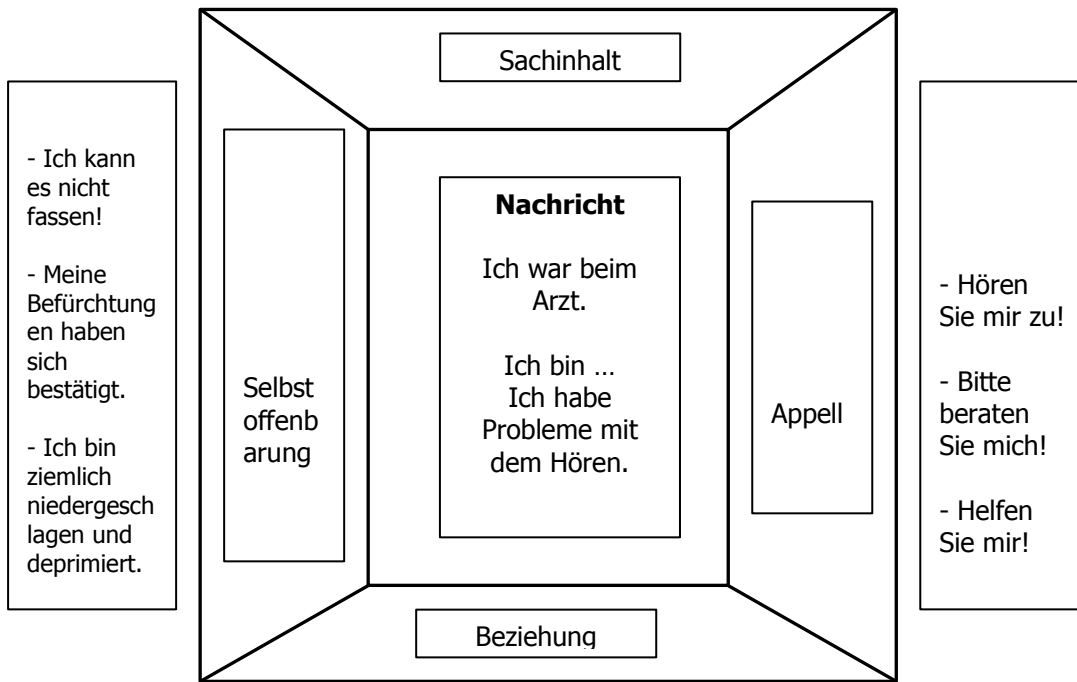 Sachinhalt
- Ich kann
es nicht
fassen!
- Meine
Befürchtung
en haben
sich
bestätigt.
- Ich bin
ziemlich
niedergesch
lagen und
deprimiert.
Selbst
offenb
arung
Nachricht
Ich war beim
Arzt.
Ich bin ...
Ich habe
Probleme mit
dem Hören.
Appell
- Hören
Sie mir zu!
- Bitte
beraten
Sie mich!
- Helfen
Sie mir!
Beziehung